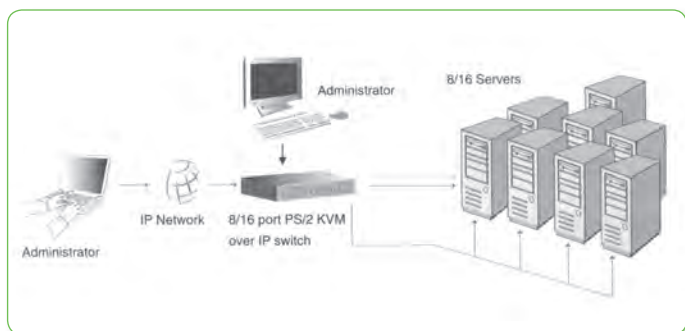 8/16 Servers
Administrator
IP Network
8/16 port PS/2 KVM
over IP switch
Administrator